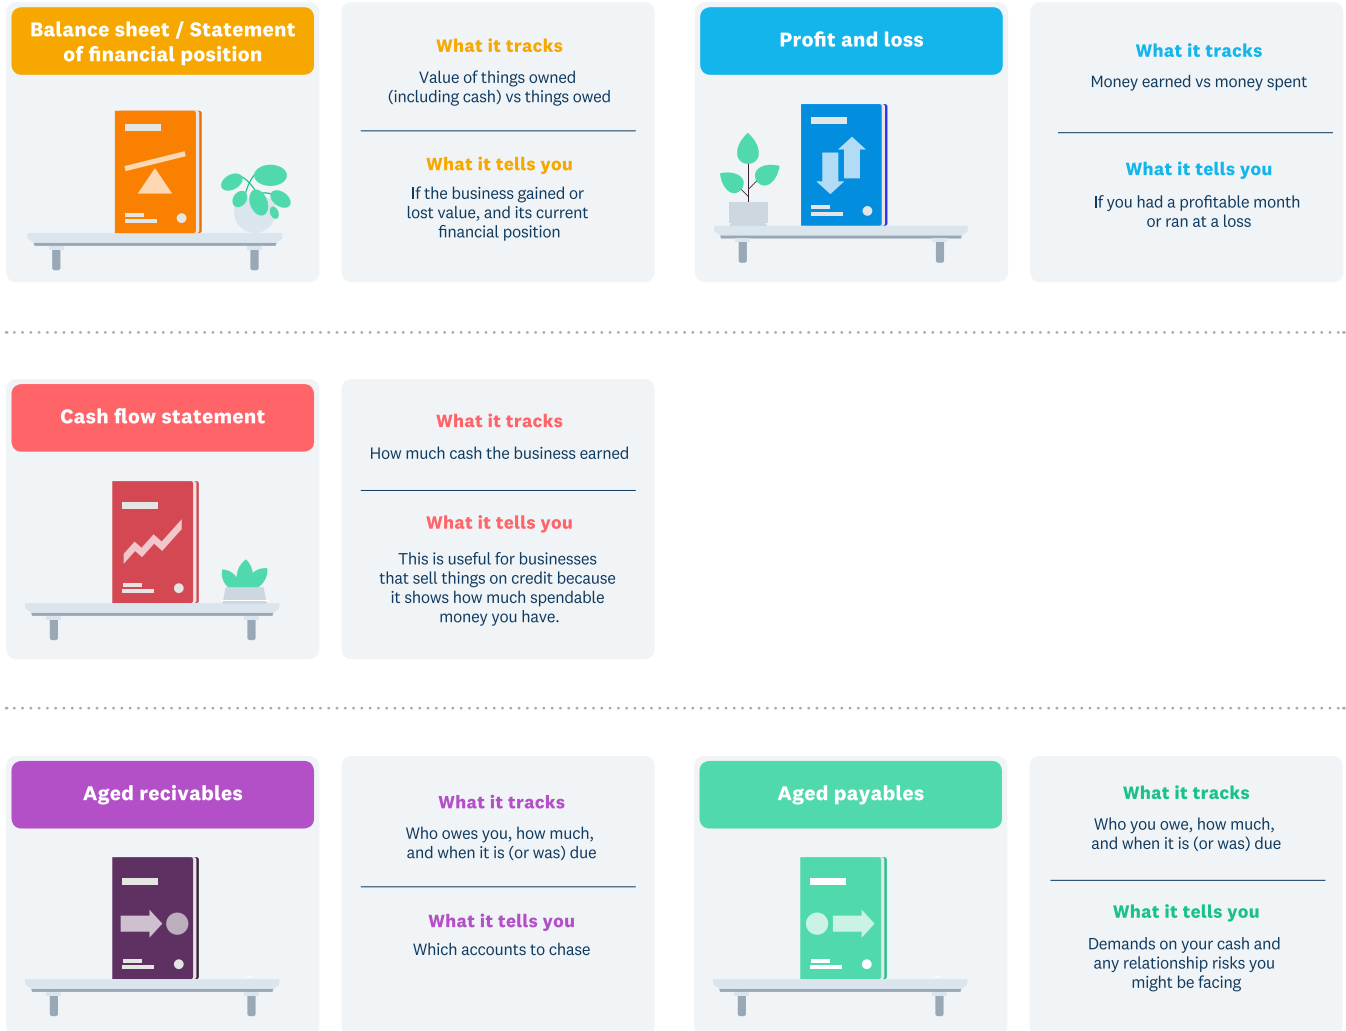 Balance sheet / Statement
of financial position
What it tracks
Value of things owned
(including cash) vs things owed
What it tells you
If the business gained or
lost value, and its current
financial position
Profit and loss
What it tracks
Money earned vs money spent
What it tells you
If you had a profitable month
or ran at a loss
Cash flow statement
What it tracks
How much cash the business earned
What it tells you
This is useful for businesses
that sell things on credit because
it shows how much spendable
money you have.
Aged recivables
What it tracks
Who owes you, how much,
and when it is (or was) due
What it tells you
Which accounts to chase
Aged payables
What it tracks
Who you owe, how much,
and when it is (or was) due
What it tells you
Demands on your cash and
any relationship risks you
might be facing